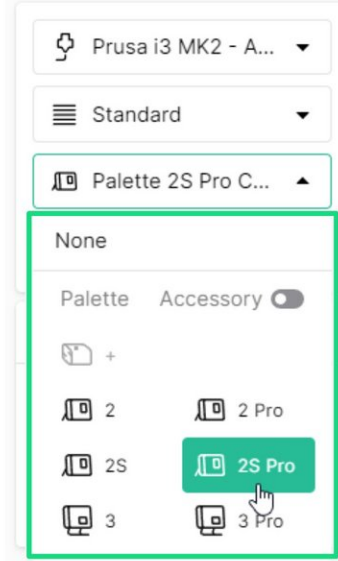 Prusa i3 MK2 - A...
Standard
Palette 2S Pro C...
None
Palette Accessory
+
2 2 Pro
2S 2S Pro
3 3 Pro